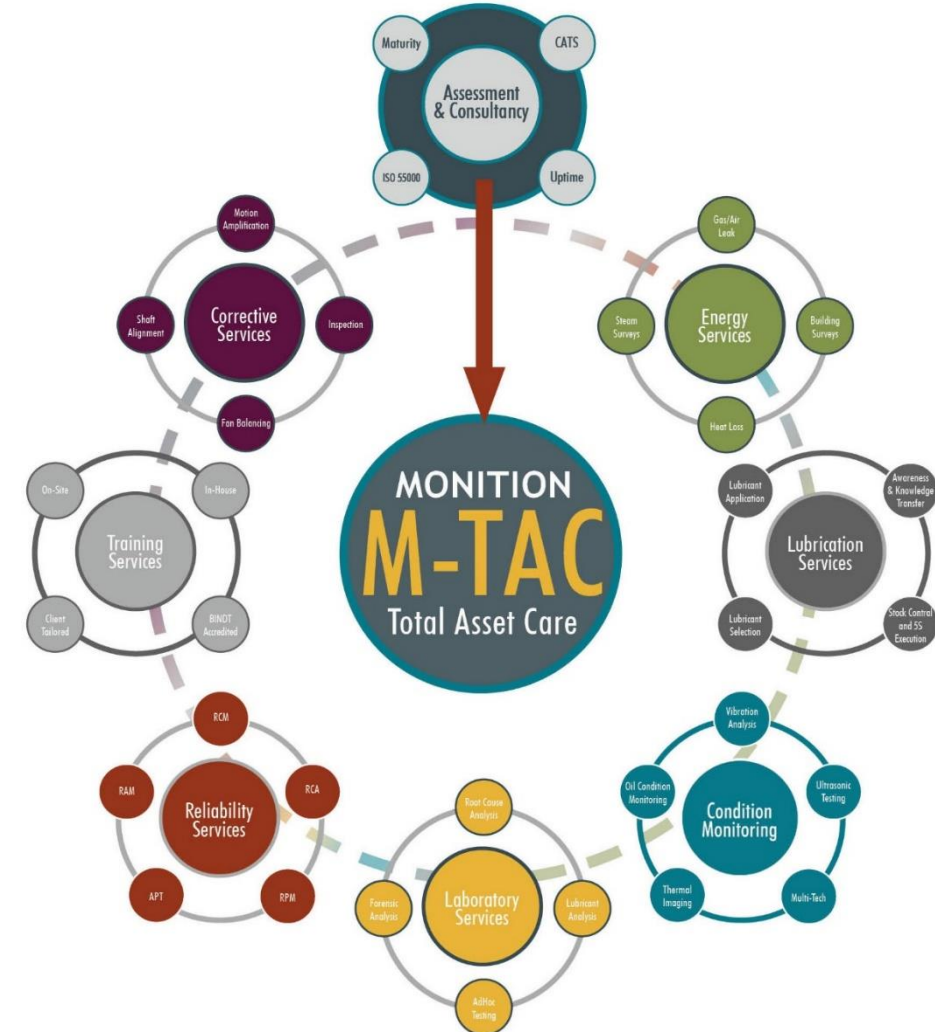 Maturity
CATS
Assessment
& Consultancy
ISO 55000
Uptime
Motion
Amplification
Shaft
Alignment
Corrective
Services
Inspection
Fan Balancing
Gas/Air
Leak
Steam
Surveys
Energy
Services
Building
Surveys
Heat Loss
MONITION
M-TAC
Total Asset Care
On-Site
In-House
Training
Services
Client
Tailored
BINDT
Accredited
Lubricant
Application
Awareness
& Knowledge
Transfer
Lubrication
Services
Lubricant
Selection
Stock Control
and 5S
Execution
RCM
RAM
RCA
Reliability
Services
APT
RPM
Root Cause
Analysis
Forensic
Analysis
Laboratory
Services
Lubricant
Analysis
AdHoc
Testing
Vibration
Analysis
Oil Condition
Monitoring
Ultrasonic
Testing
Condition
Monitoring
Thermal
Imaging
Multi-Tech